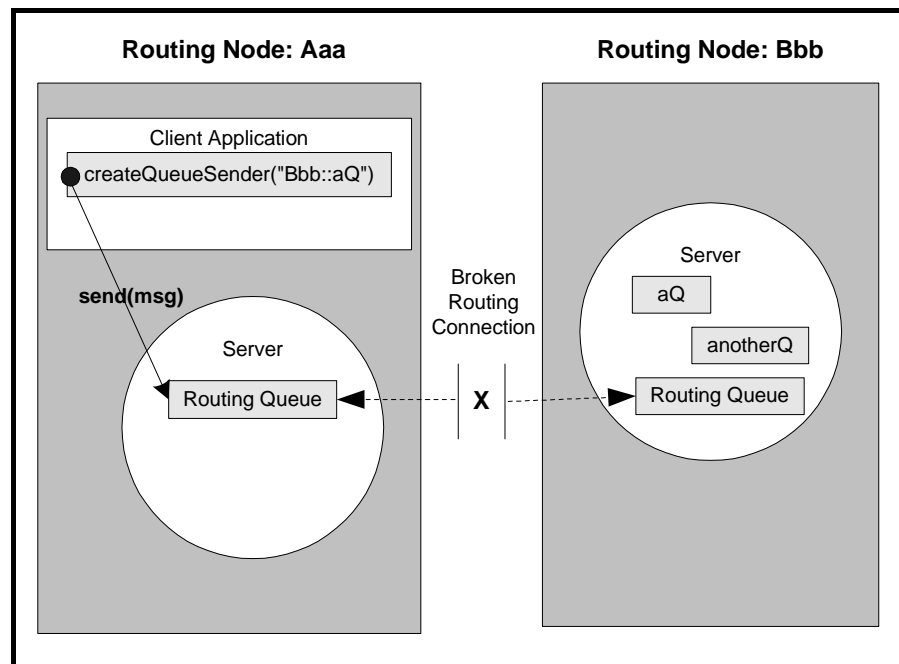 Routing Node: Aaa
Client Application
createQueueSender("Bbb::aQ")
send(msg)
Server
Routing Queue
Broken
Routing
Connection
X
Routing Node: Bbb
Server
aQ
anotherQ
Routing Queue